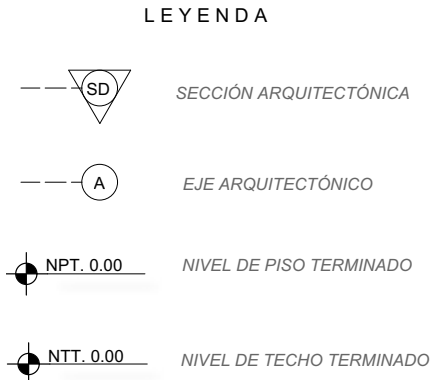 LEYENDA
SD
SECCIÓN ARQUITECTÓNICA
A
EJE ARQUITECTÓNICO
NPT. 0.00
NIVEL DE PISO TERMINADO
NTT. 0.00
NIVEL DE TECHO TERMINADO